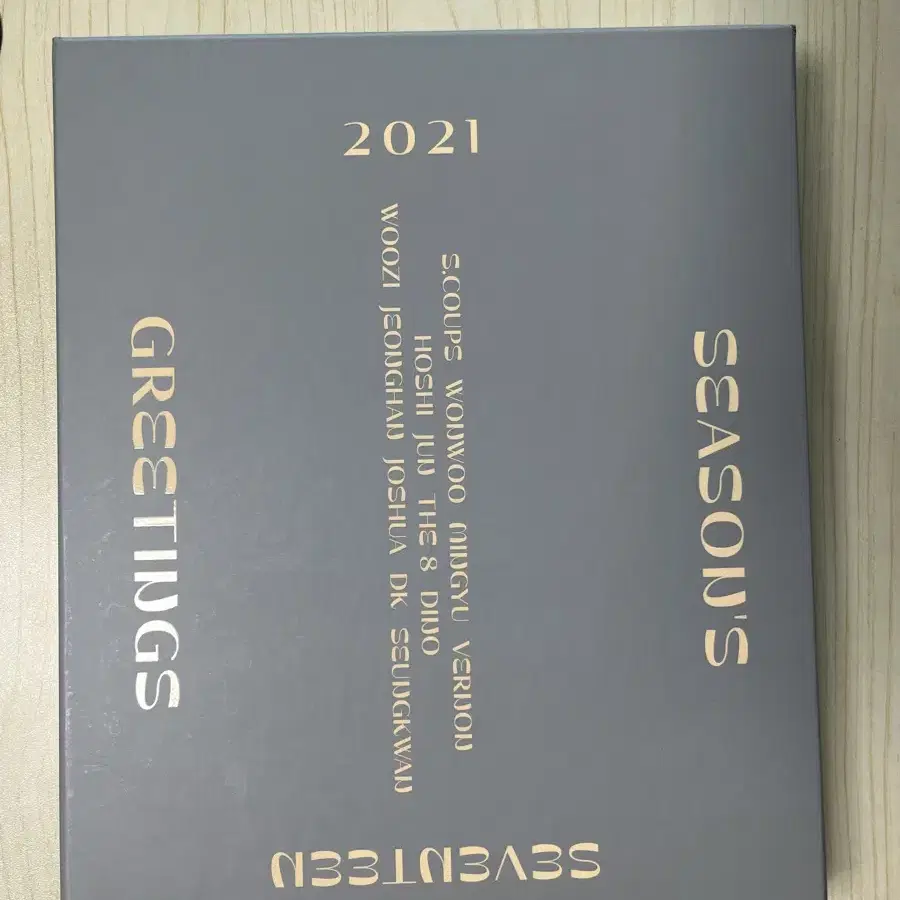 2021
SEASON'S
S.COUPS WONWOO MINGYU VERNON
HOSHI JUN THE 8 DINO
WOOZI JEONGHAN JOSHUA DK SEUNGKWAN
GREETINGS
SEVENTEEN